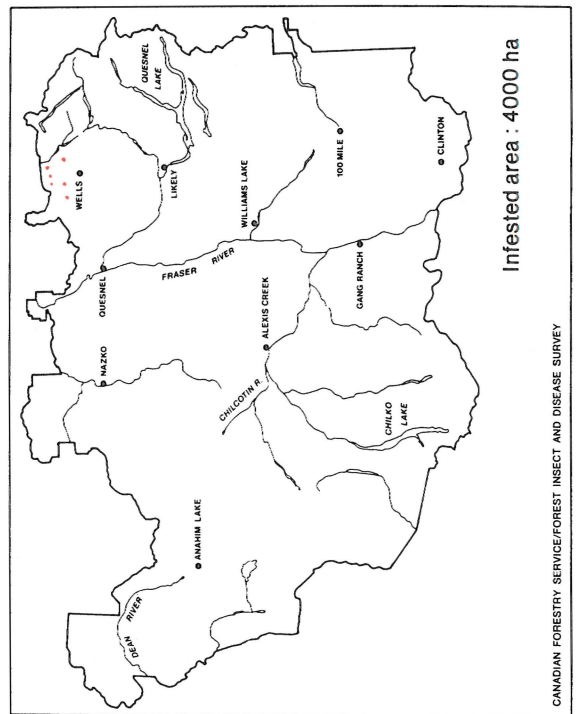 QUESNEL
LAKE
WELLS
LIKELY
QUESNEL
WILLIAMS LAKE
100 MILE
CLINTON
FRASER
RIVER
GANG RANCH
NAZKO
ALEXIS CREEK
CHILCOTIN R.
CHILKO
LAKE
ANAHIM LAKE
DEAN
RIVER
Infested area : 4000 ha
CANADIAN FORESTRY SERVICE/FOREST INSECT AND DISEASE SURVEY